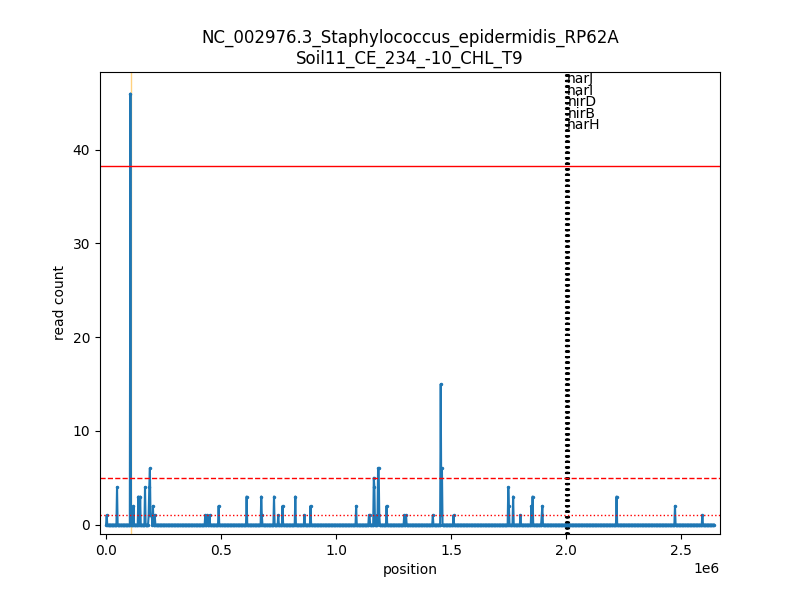 NC_002976.3_Staphylococcus_epidermidis_RP62A
Soil11_CE_234_-10_CHL_T9
narJ
narI
nirD
nirB
narH
40
30
20
10
0
read count
0.0 0.5 1.0 1.5 2.0 2.5
1e6
position